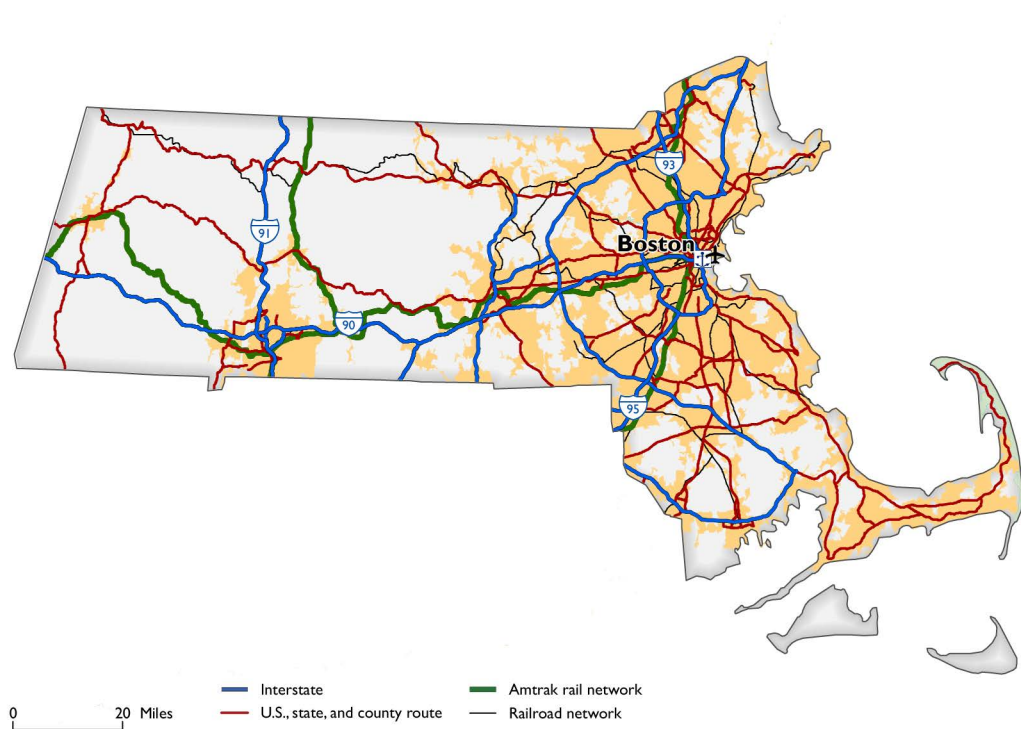 93
Boston
91
90
95
Interstate
Amtrak rail network
0 20 Miles
U.S., state, and county route
Railroad network